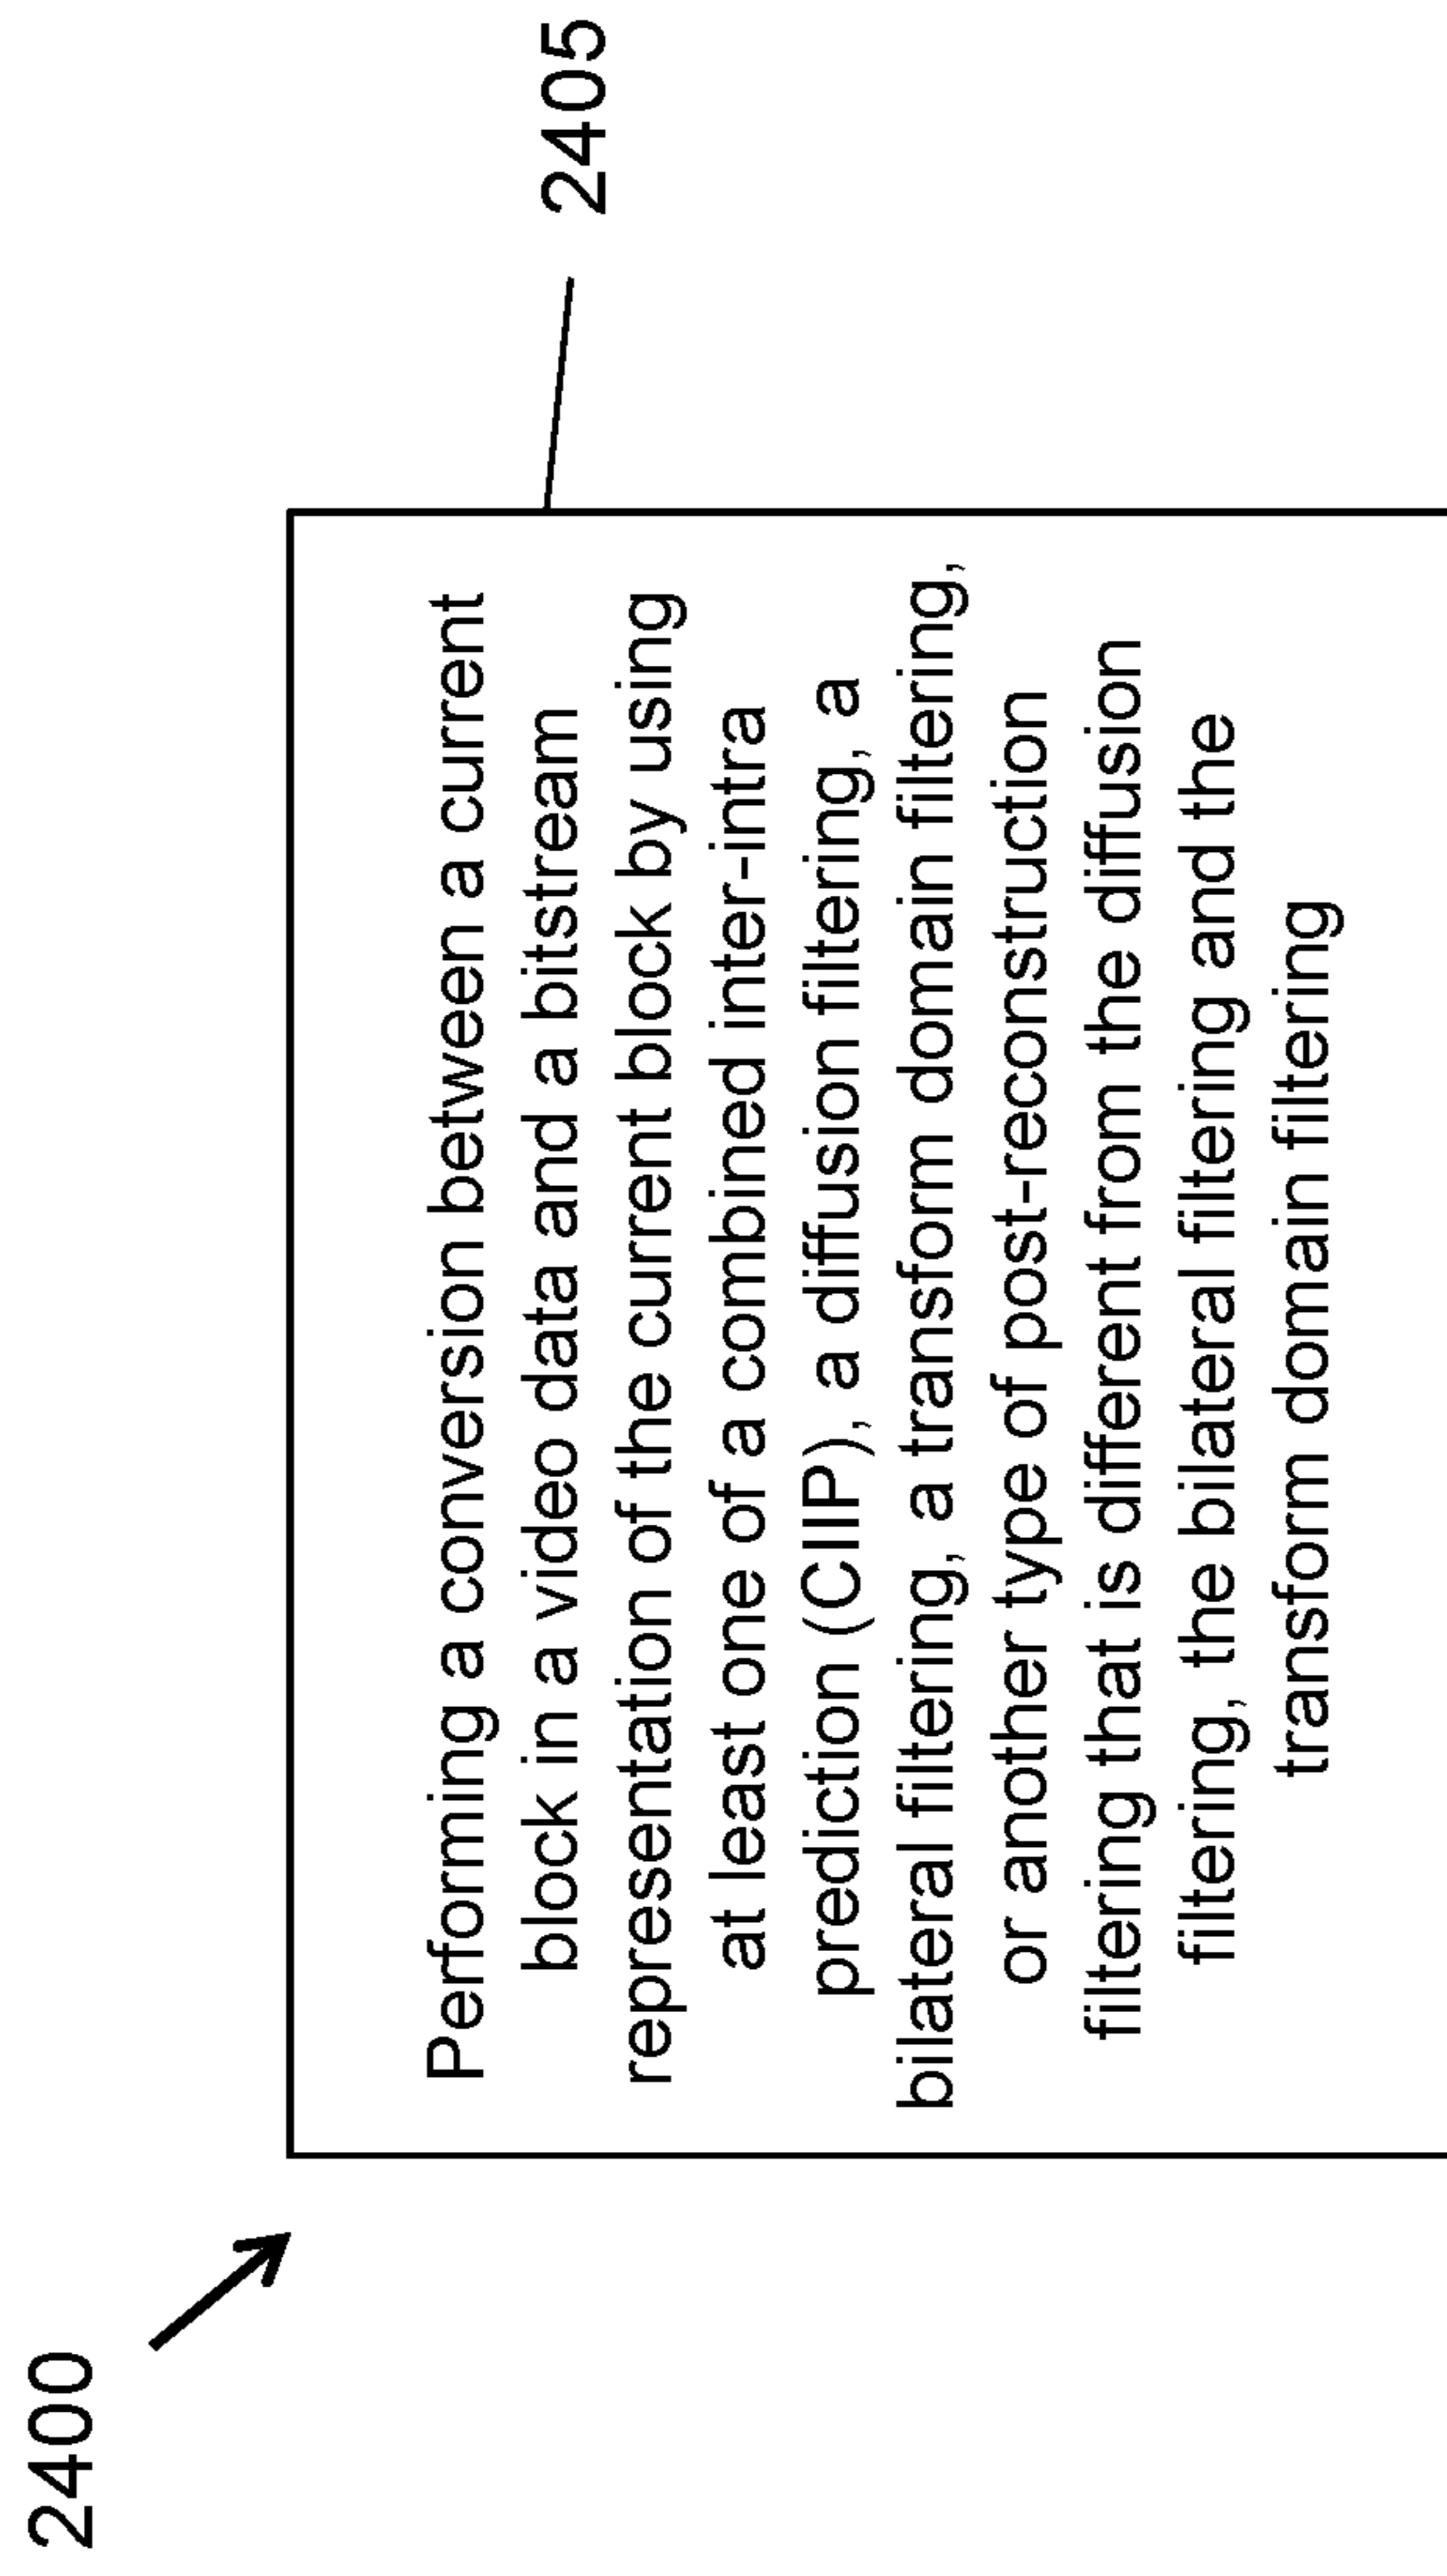 2400
2405
Performing a conversion between a current
block in a video data and a bitstream
representation of the current block by using
at least one of a combined inter-intra
prediction (CIIP), a diffusion filtering, a
bilateral filtering, a transform domain filtering,
or another type of post-reconstruction
filtering that is different from the diffusion
filtering, the bilateral filtering and the
transform domain filtering